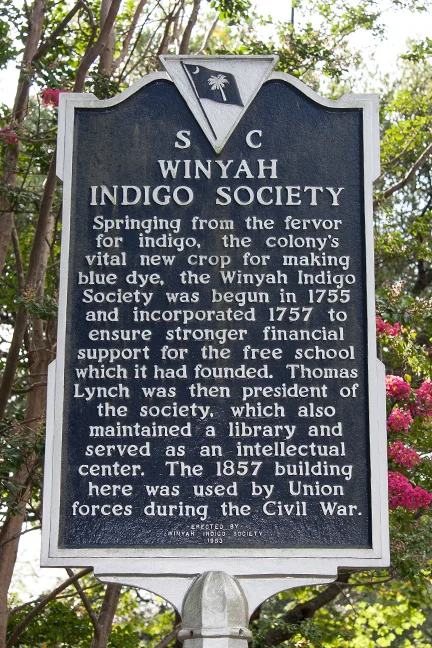 S C
WINYAH
INDIGO SOCIETY
Springing from the fervor
for indigo, the colony's
vital new crop for making
blue dye, the Winyah Indigo
Society was begun in 1755
and incorporated 1757 to
ensure stronger financial
support for the free school
which it had founded. Thomas
Lynch was then president of
the society, which also
maintained a library and
served as an intellectual
center. The 1857 building
here was used by Union
forces during the Civil War.
ERECTED BY
WINYAH INDIGO SOCIETY